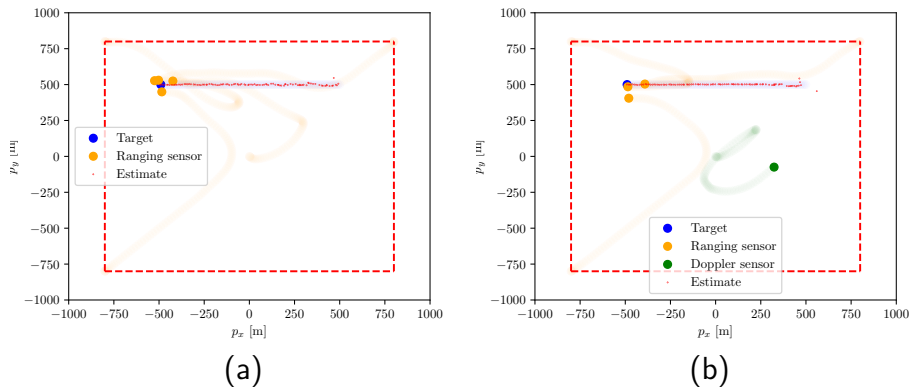 1000
750
500
250
0
−250
−500
−750
−1000
p_y [m]
Target
Ranging sensor
Estimate
−1000 −750 −500 −250 0 250 500 750 1000
p_x [m]
(a)
1000
750
500
250
0
−250
−500
−750
−1000
p_y [m]
Target
Ranging sensor
Doppler sensor
Estimate
−1000 −750 −500 −250 0 250 500 750 1000
p_x [m]
(b)